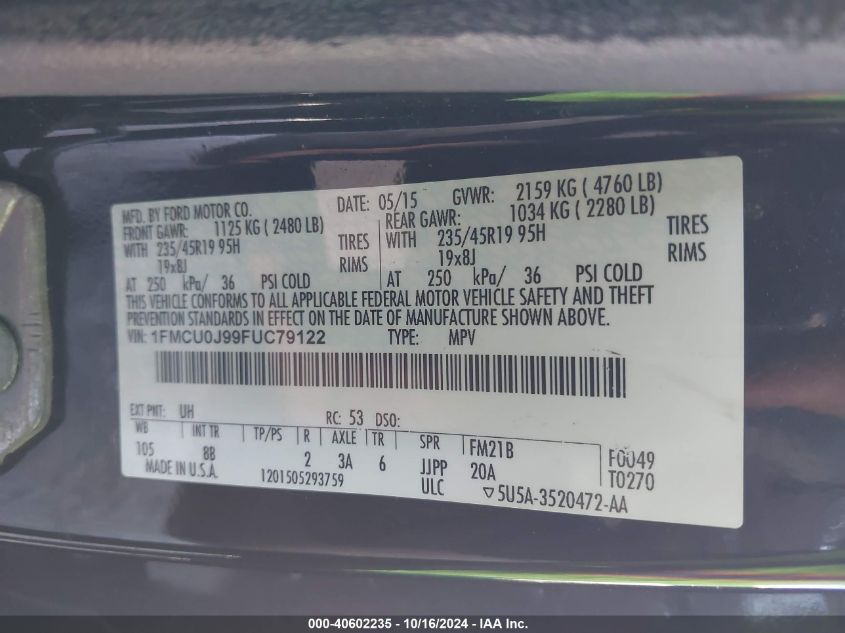 MFD. BY FORD MOTOR CO. DATE: 05/15 GVWR: 2159 KG ( 4760 LB)
FRONT GAWR: 1125 KG ( 2480 LB) REAR GAWR: 1034 KG ( 2280 LB)
WITH 235/45R19 95H TIRES WITH 235/45R19 95H TIRES
19x8J RIMS 19x8J RIMS
AT 250 kPa/ 36 PSI COLD AT 250 kPa/ 36 PSI COLD
THIS VEHICLE CONFORMS TO ALL APPLICABLE FEDERAL MOTOR VEHICLE SAFETY AND THEFT
PREVENTION STANDARDS IN EFFECT ON THE DATE OF MANUFACTURE SHOWN ABOVE.
VIN: 1FMCU0J99FUC79122 TYPE: MPV
EXT PNT: UH RC: 53 DSO:
WB INT TR TP/PS R AXLE TR SPR FM21B F0049
105 8B 2 3A 6 JJPP 20A T0270
MADE IN U.S.A. 1201505293759 ULC ▽5U5A-3520472-AA
000-40602235 - 10/16/2024 - IAA Inc.